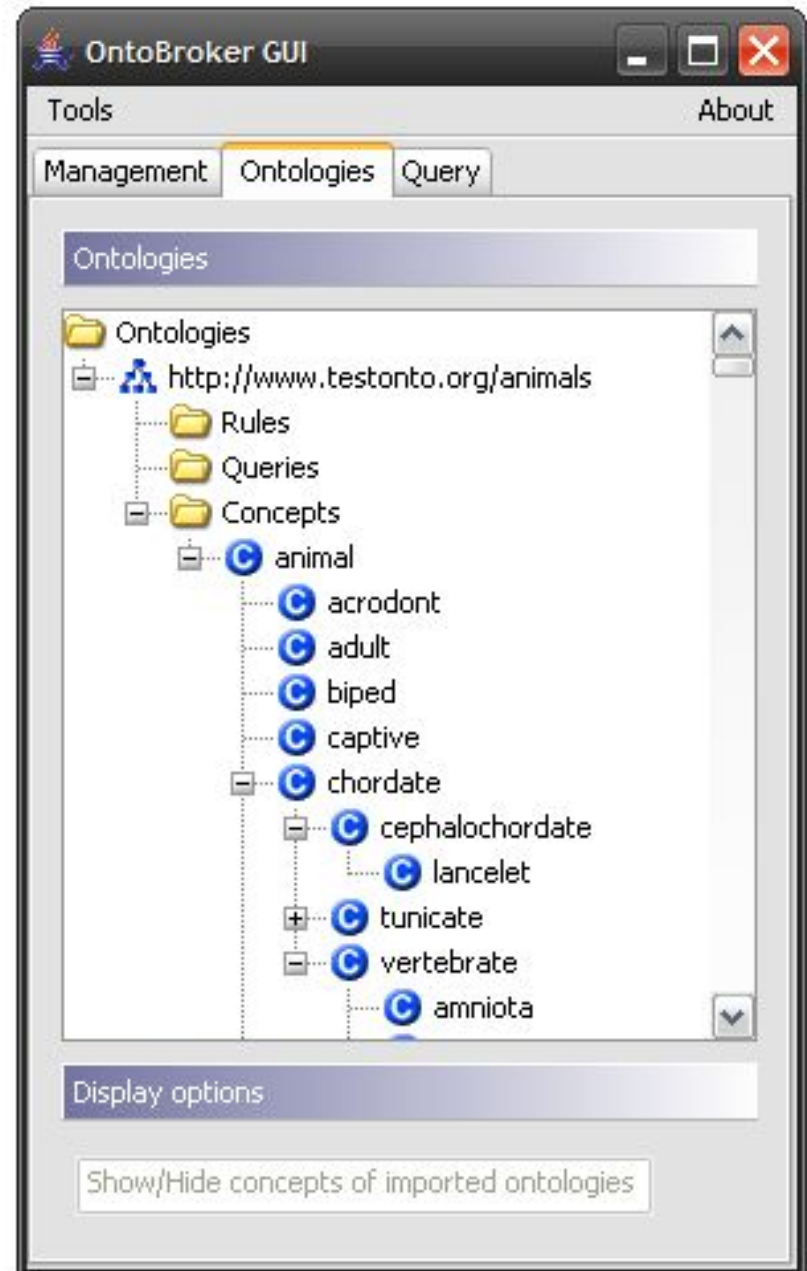 OntoBroker GUI
Tools About
Management Ontologies Query
Ontologies
Ontologies
http://www.testonto.org/animals
Rules
Queries
Concepts
C animal
C acrodont
C adult
C biped
C captive
C chordate
C cephalochordate
C lancelet
C tunicate
C vertebrate
C amniota
Display options
Show/Hide concepts of imported ontologies